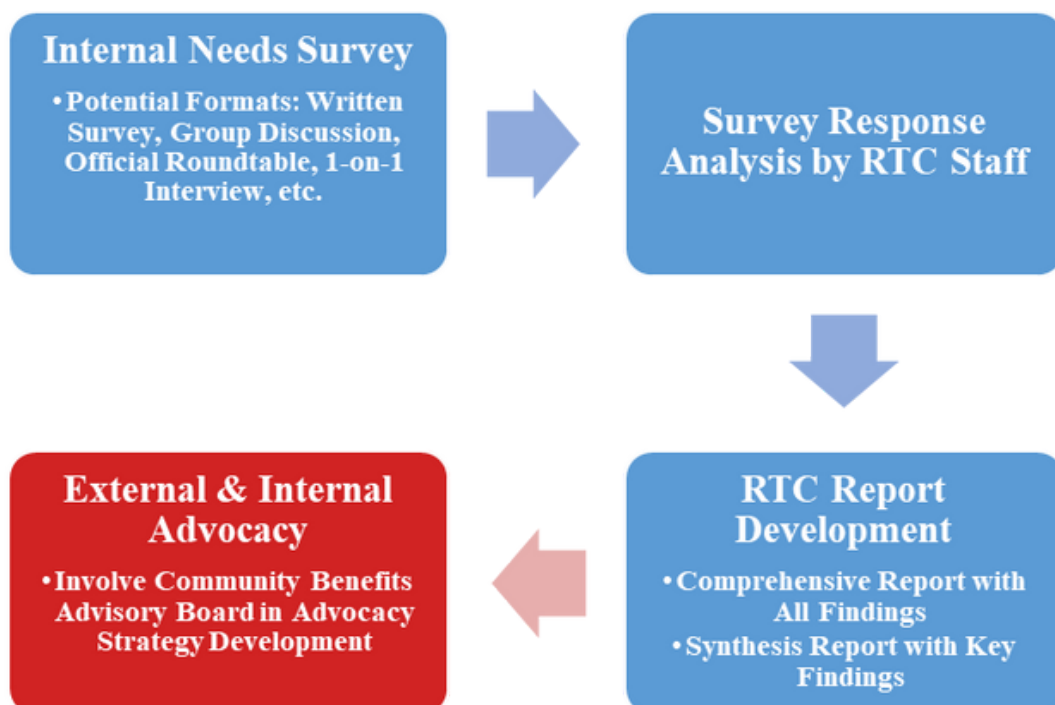 Internal Needs Survey
•Potential Formats: Written
Survey, Group Discussion,
Official Roundtable, 1-on-1
Interview, etc.
Survey Response
Analysis by RTC Staff
RTC Report
Development
•Comprehensive Report with
All Findings
•Synthesis Report with Key
Findings
External & Internal
Advocacy
•Involve Community Benefits
Advisory Board in Advocacy
Strategy Development